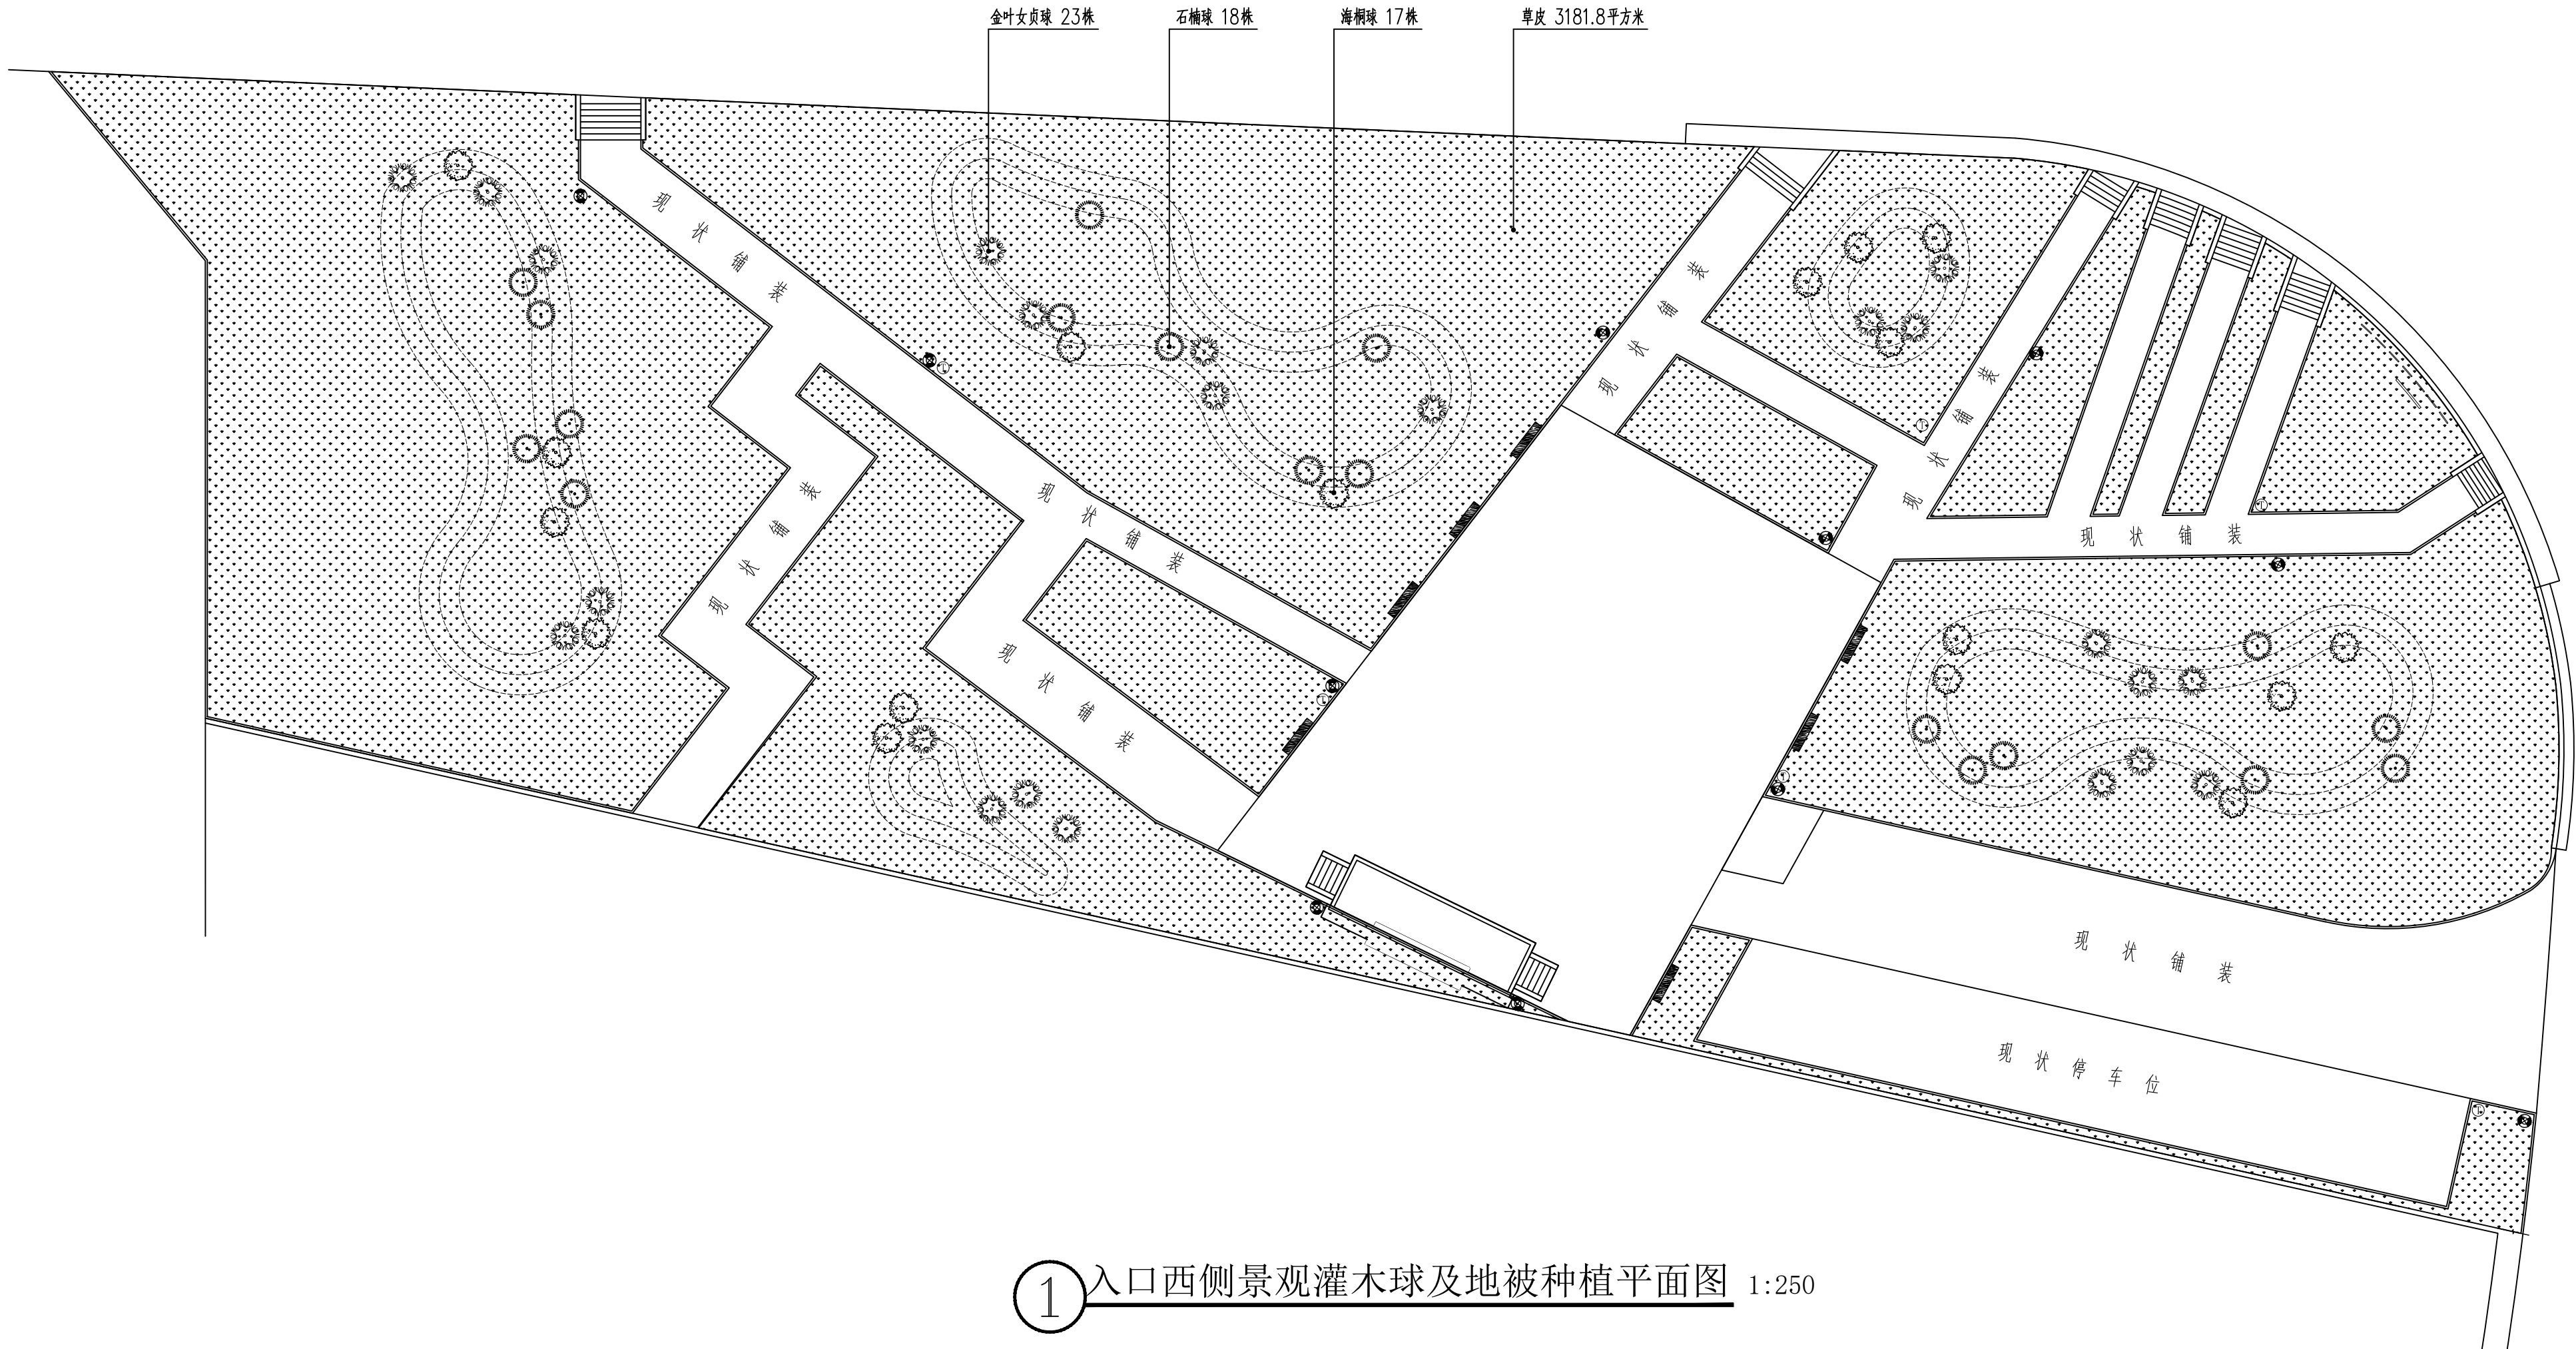 金叶女贞球 23株
石楠球 18株
海桐球 17株
草皮 3181.8平方米
现状铺装
现状铺装
现状铺装
现状铺装
现状铺装
现状铺装
现状铺装
现状铺装
现状铺装
现状停车位
1 入口西侧景观灌木球及地被种植平面图 1:250